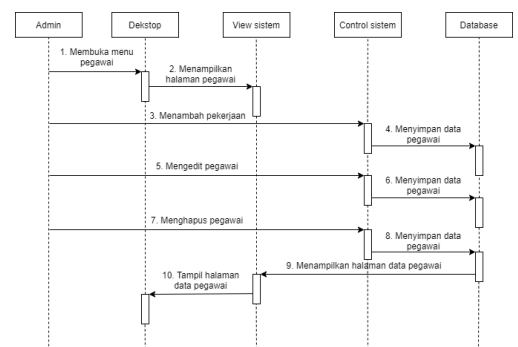 Admin
Dekstop
View sistem
Control sistem
Database
1. Membuka menu
pegawai
2. Menampilkan
halaman pegawai
3. Menambah pekerjaan
4. Menyimpan data
pegawai
5. Mengedit pegawai
6. Menyimpan data
pegawai
7. Menghapus pegawai
8. Menyimpan data
pegawai
9. Menampilkan halaman data pegawai
10. Tampil halaman
data pegawai